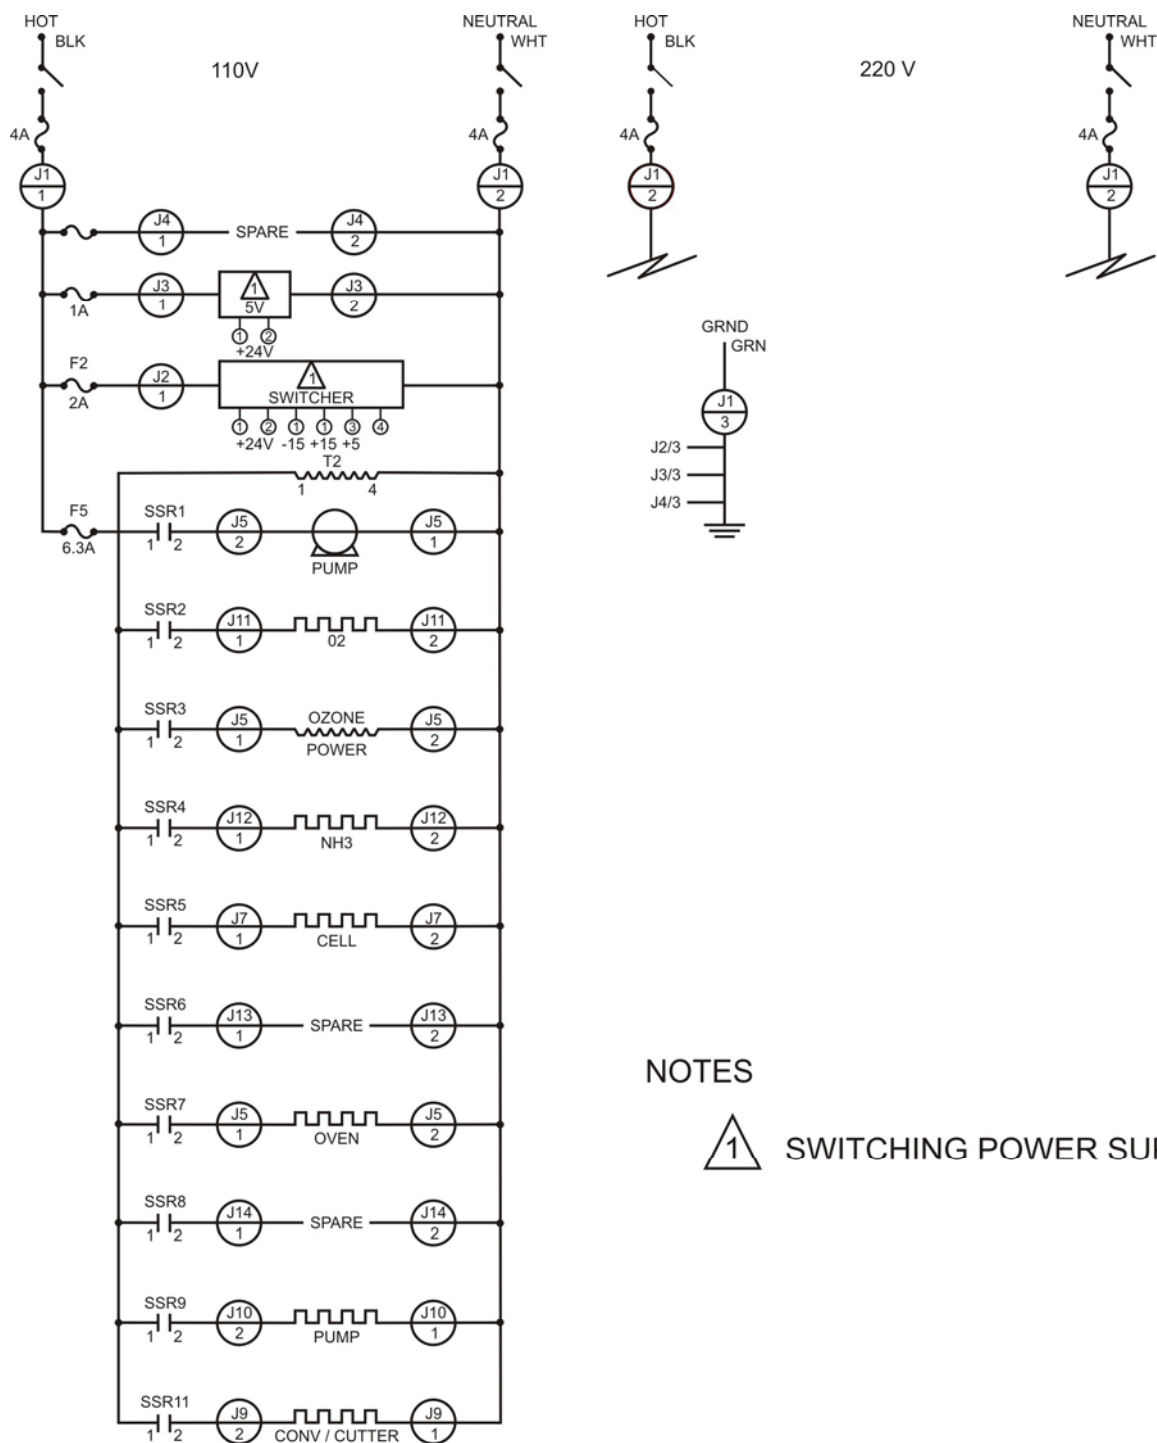 HOT
BLK
NEUTRAL
WHT
HOT
BLK
NEUTRAL
WHT
110V
220 V
4A
4A
4A
4A
J1
1
J1
2
J1
2
J1
2
J4
1
SPARE
J4
2
1A
J3
1
1
5V
J3
2
1 2
+24V
F2
2A
J2
1
1
SWITCHER
1 2 1 1 3 4
+24V -15 +15 +5
T2
1 4
GRND
GRN
J1
3
J2/3
J3/3
J4/3
F5
6.3A
SSR1
1 2
J5
2
PUMP
J5
1
SSR2
1 2
J11
1
02
J11
2
SSR3
1 2
J5
1
OZONE
POWER
J5
2
SSR4
1 2
J12
1
NH3
J12
2
SSR5
1 2
J7
1
CELL
J7
2
SSR6
1 2
J13
1
SPARE
J13
2
SSR7
1 2
J5
1
OVEN
J5
2
SSR8
1 2
J14
1
SPARE
J14
2
SSR9
1 2
J10
2
PUMP
J10
1
SSR11
1 2
J9
2
CONV / CUTTER
J9
1
NOTES
1 SWITCHING POWER